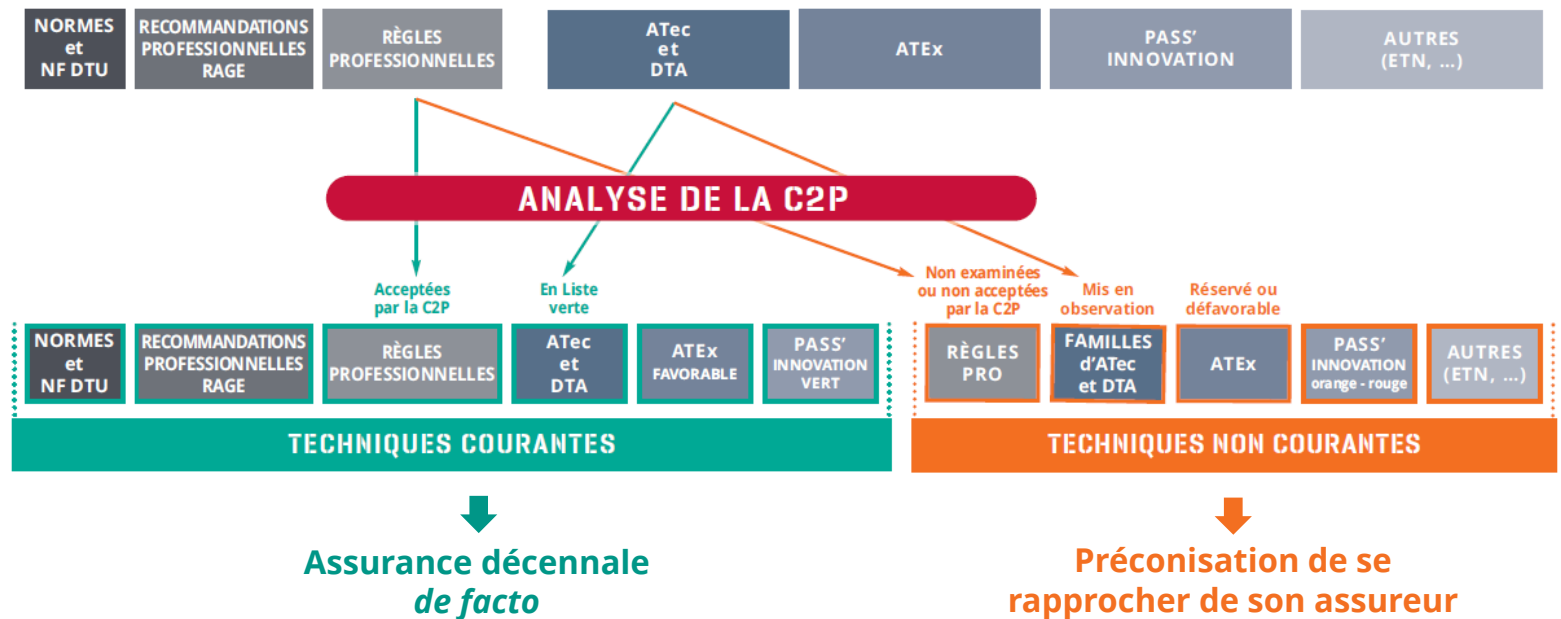 NORMES
et
NF DTU
RECOMMANDATIONS
PROFESSIONNELLES
RAGE
RÈGLES
PROFESSIONNELLES
ATec
et
DTA
ATEx
PASS'
INNOVATION
AUTRES
(ETN, ...)
ANALYSE DE LA C2P
Acceptées
par la C2P
En Liste
verte
Non examinées
ou non acceptées
par la C2P
Mis en
observation
Réservé ou
défavorable
NORMES
et
NF DTU
RECOMMANDATIONS
PROFESSIONNELLES
RAGE
RÈGLES
PROFESSIONNELLES
ATec
et
DTA
ATEx
FAVORABLE
PASS'
INNOVATION
VERT
RÈGLES
PRO
FAMILLES
d'ATec
et DTA
ATEx
PASS'
INNOVATION
orange - rouge
AUTRES
(ETN, ...)
TECHNIQUES COURANTES
TECHNIQUES NON COURANTES
Assurance décennale
de facto
Préconisation de se
rapprocher de son assureur